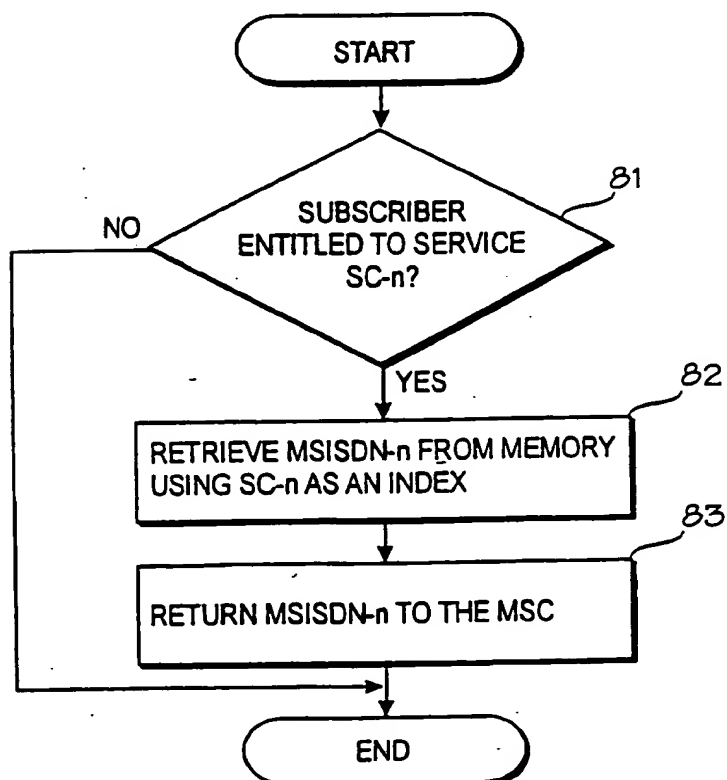 START
81
SUBSCRIBER
ENTITLED TO SERVICE
SC-n?
NO
YES
82
RETRIEVE MSISDN-n FROM MEMORY
USING SC-n AS AN INDEX
83
RETURN MSISDN-n TO THE MSC
END